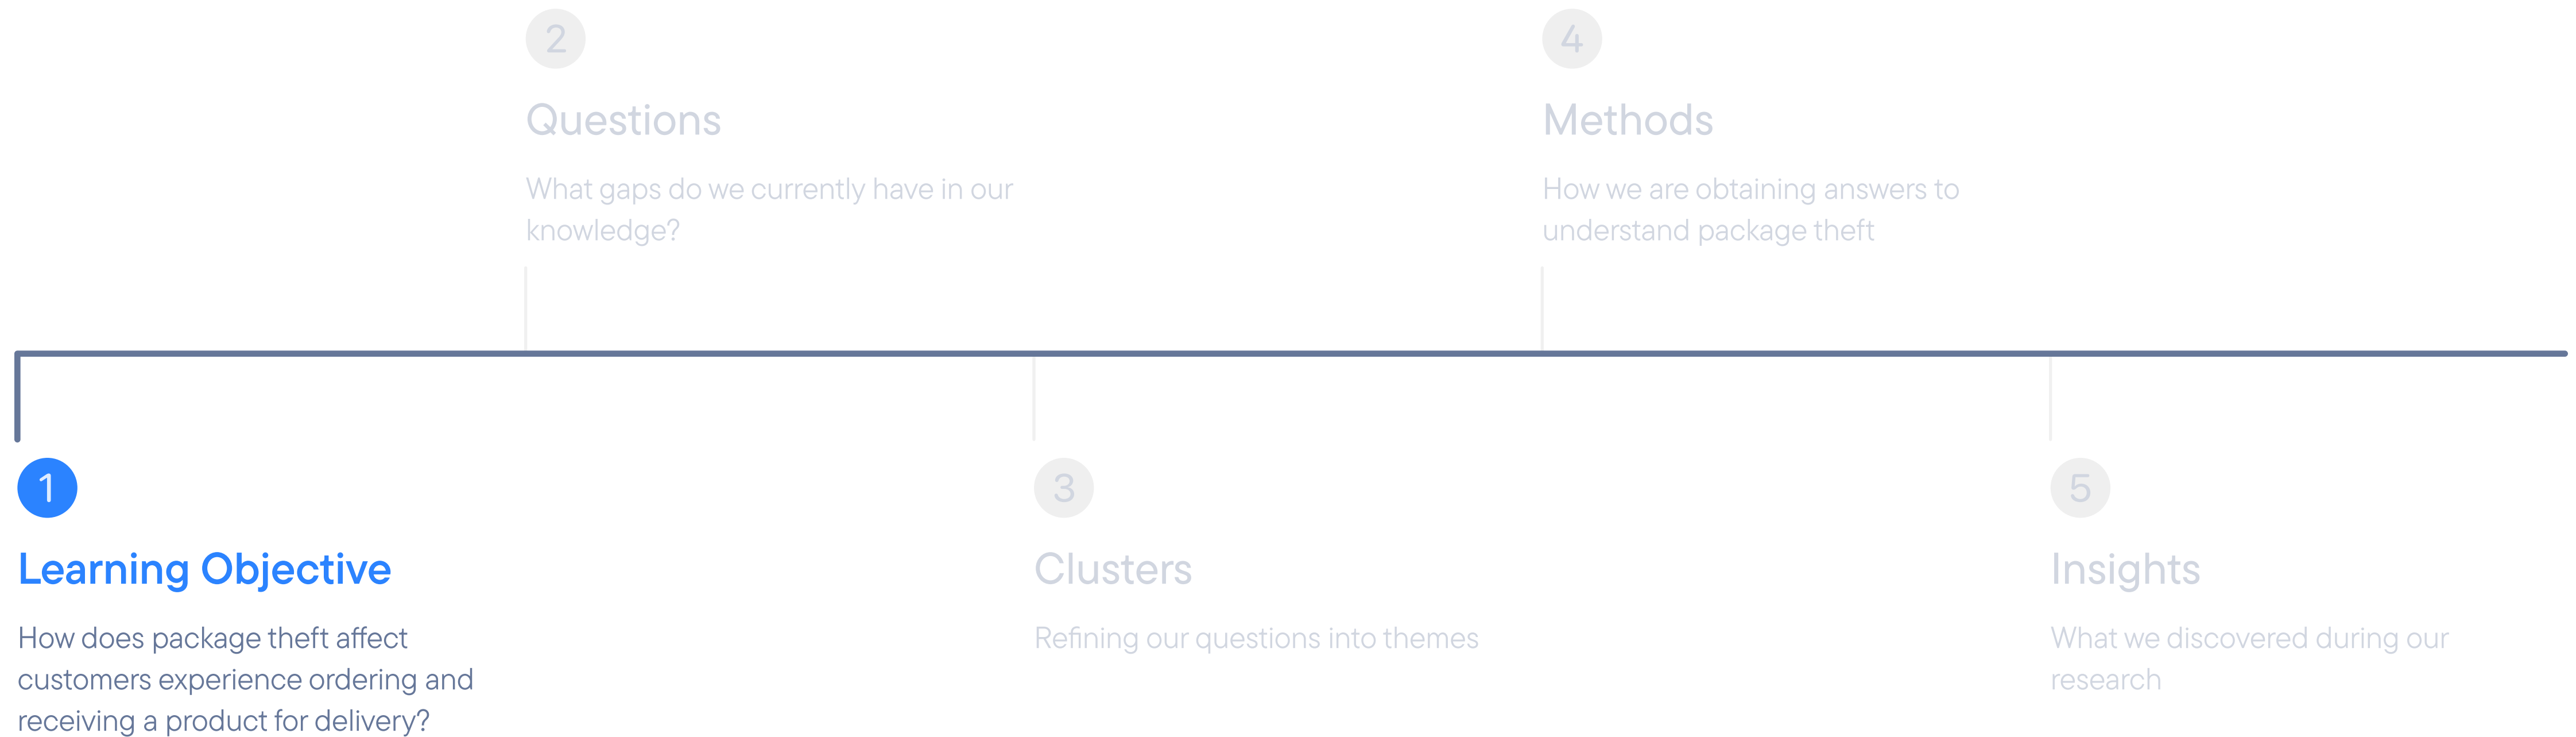 2
Questions
What gaps do we currently have in our
knowledge?
4
Methods
How we are obtaining answers to
understand package theft
1
Learning Objective
How does package theft affect
customers experience ordering and
receiving a product for delivery?
3
Clusters
Refining our questions into themes
5
Insights
What we discovered during our
research